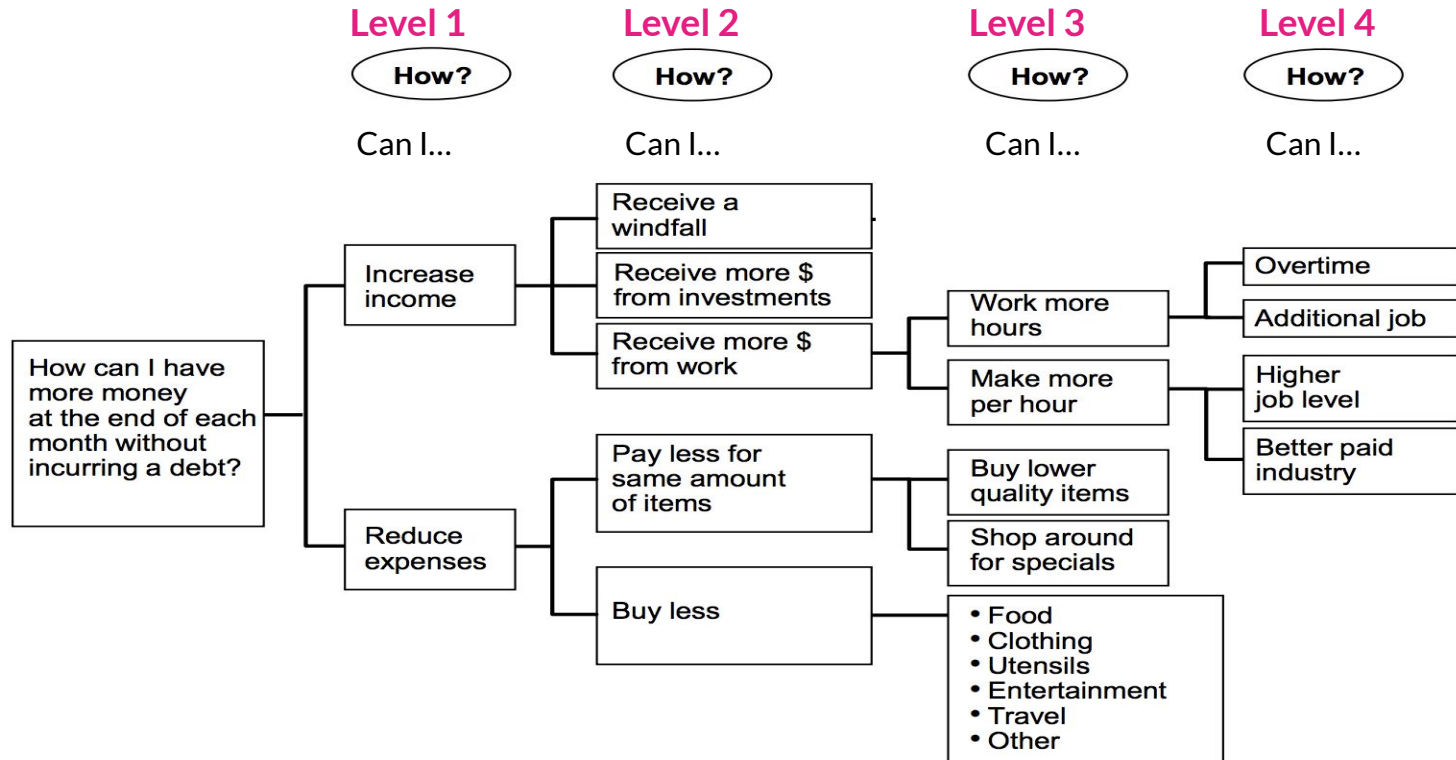 Level 1
Level 2
Level 3
Level 4
How?
How?
How?
How?
Can I...
Can I...
Can I...
Can I...
How can I have
more money
at the end of each
month without
incurring a debt?
Increase
income
Reduce
expenses
Receive a
windfall
Receive more $
from investments
Receive more $
from work
Pay less for
same amount
of items
Buy less
Work more
hours
Make more
per hour
Buy lower
quality items
Shop around
for specials
• Food
• Clothing
• Utensils
• Entertainment
• Travel
• Other
Overtime
Additional job
Higher
job level
Better paid
industry